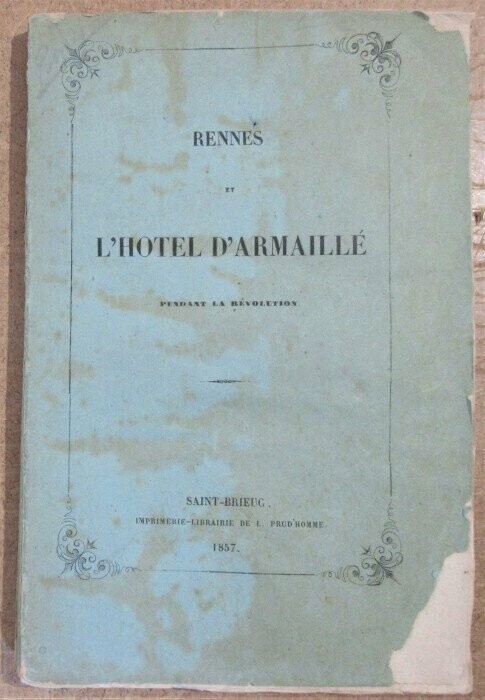 RENNES
ET
L'HOTEL D'ARMAILLÉ
PENDANT LA RÉVOLUTION
SAINT-BRIEUC.
IMPRIMERIE-LIBRAIRIE DE L. PRUD'HOMME.
1857.